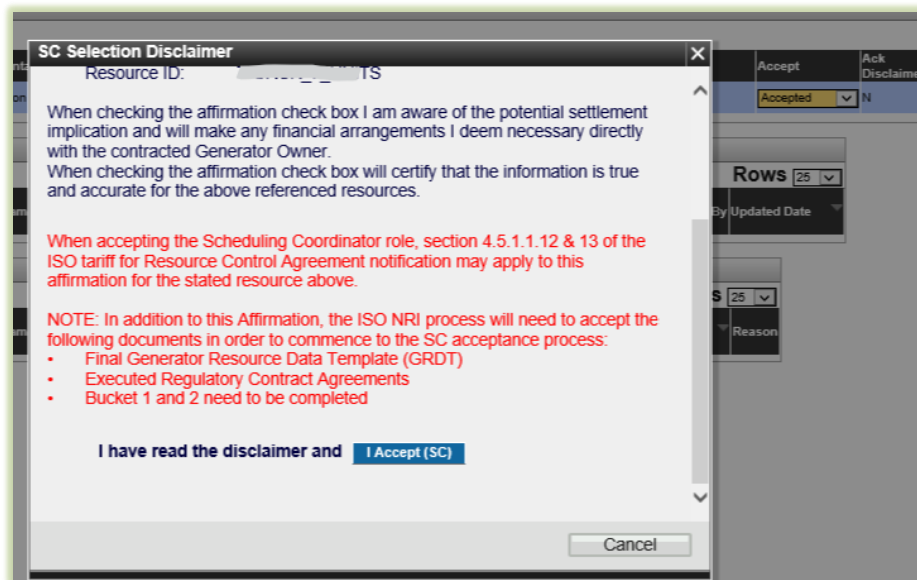 SC Selection Disclaimer
Resource ID:
When checking the affirmation check box I am aware of the potential settlement
implication and will make any financial arrangements I deem necessary directly
with the contracted Generator Owner.
When checking the affirmation check box will certify that the information is true
and accurate for the above referenced resources.
When accepting the Scheduling Coordinator role, section 4.5.1.1.12 & 13 of the
ISO tariff for Resource Control Agreement notification may apply to this
affirmation for the stated resource above.
NOTE: In addition to this Affirmation, the ISO NRI process will need to accept the
following documents in order to commence to the SC acceptance process:
• Final Generator Resource Data Template (GRDT)
• Executed Regulatory Contract Agreements
• Bucket 1 and 2 need to be completed
I have read the disclaimer and I Accept (SC)
Cancel
Accept
Ack
Disclaime
Accepted N
Rows 25
By Updated Date
s 25
Reason